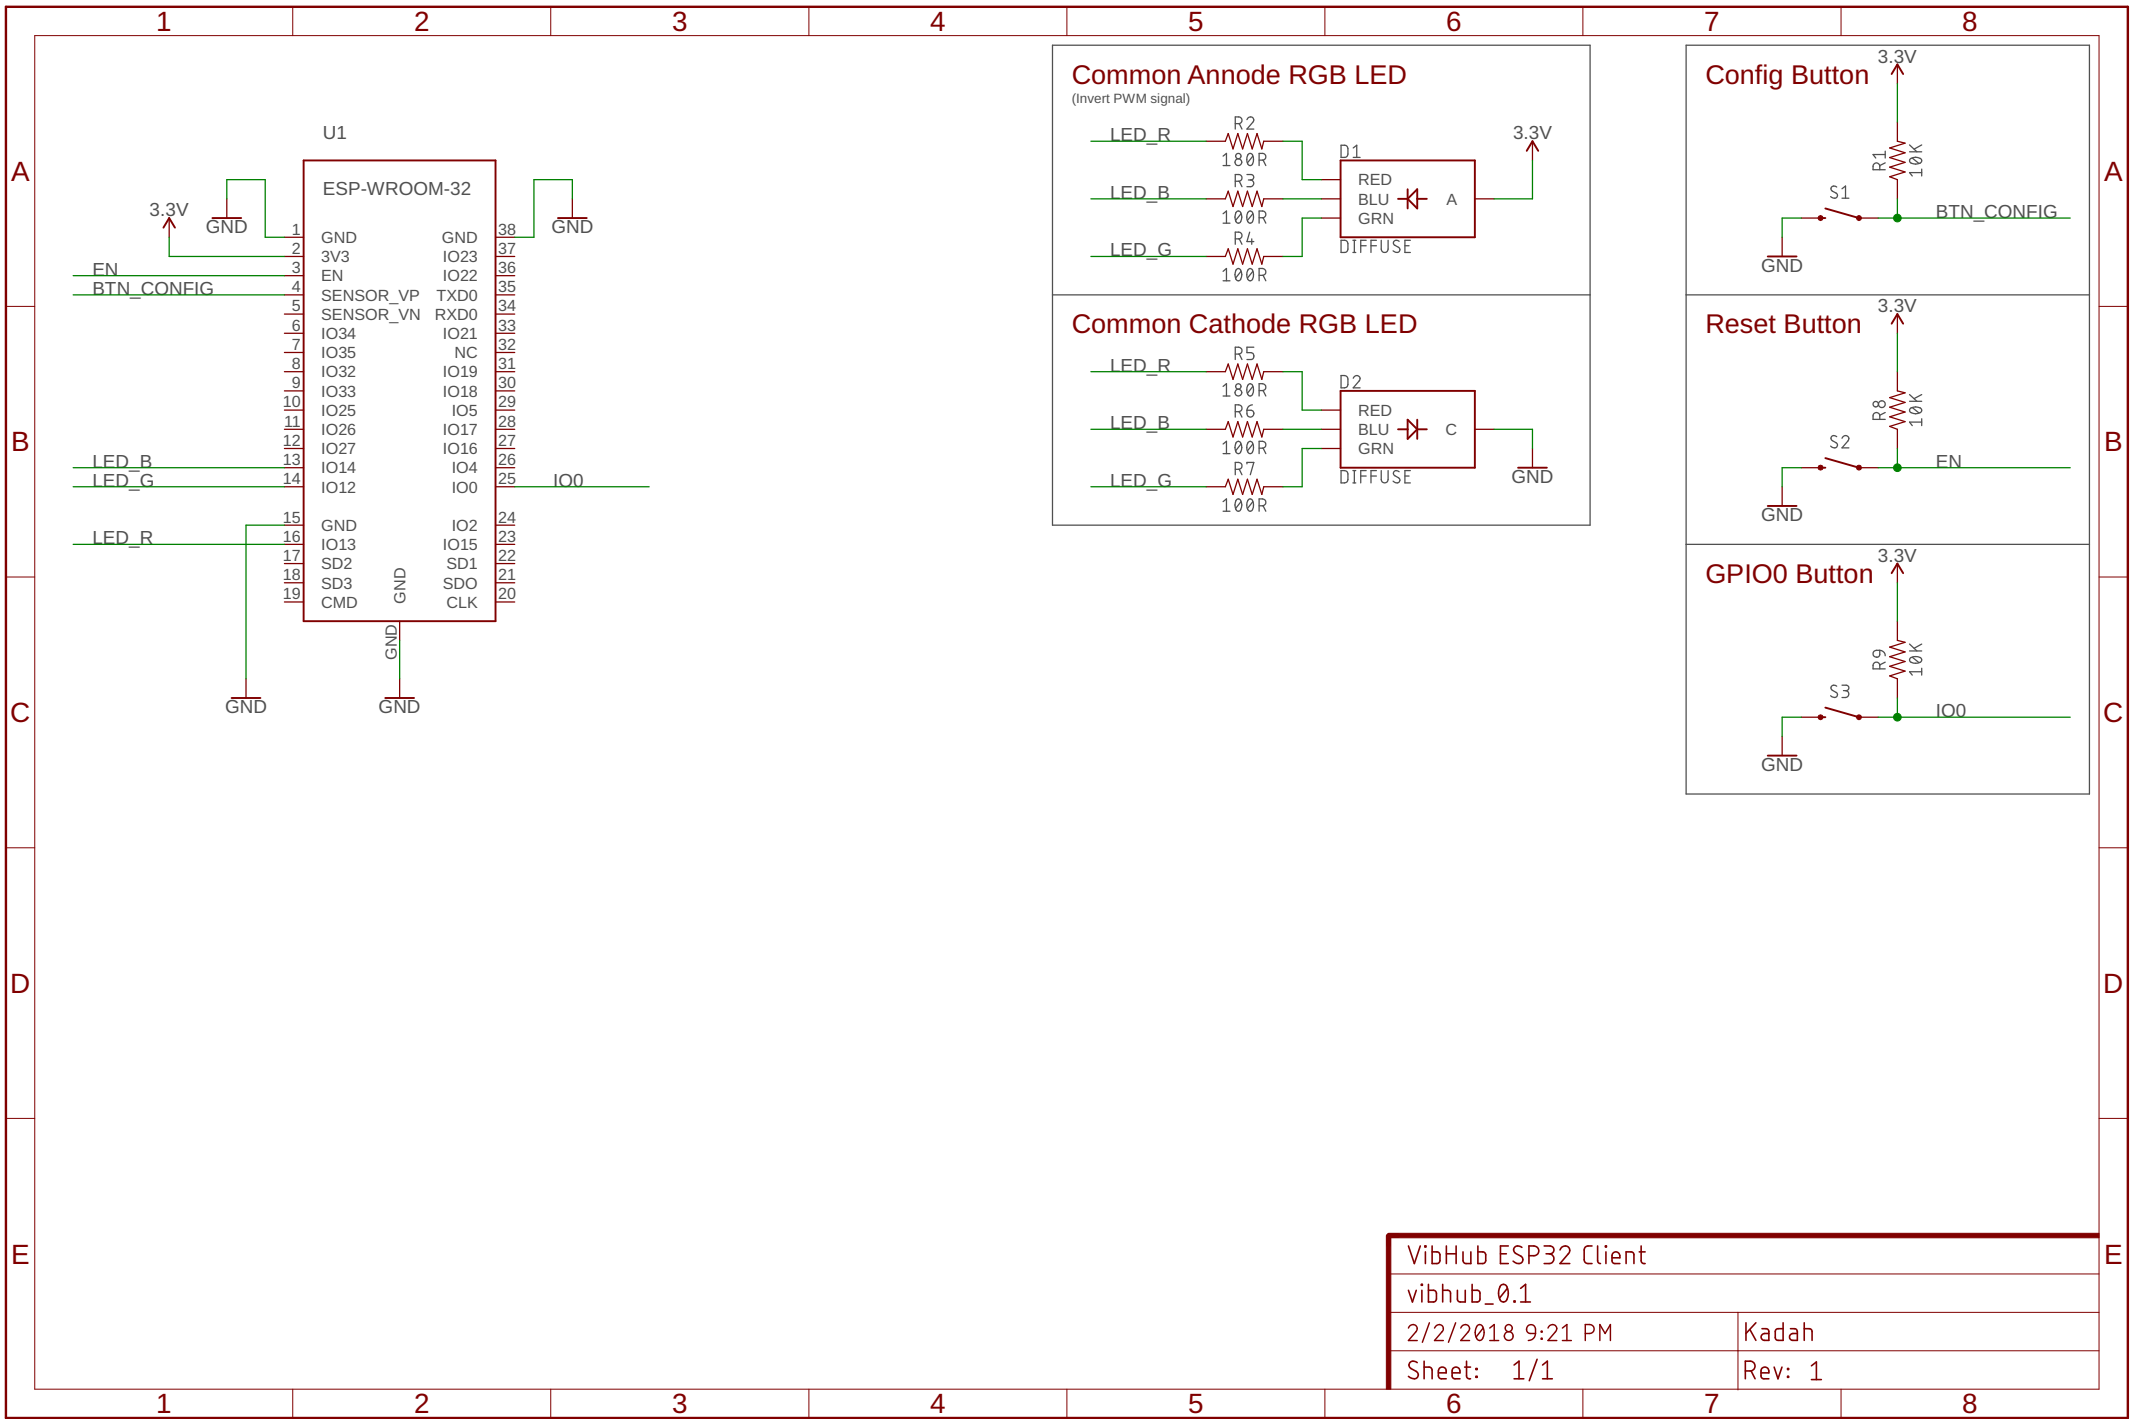 1 2 3 4 5 6 7 8
A
B
C
D
E
U1
ESP-WROOM-32
3.3V
GND
GND
1 GND
2 3V3
3 EN
4 SENSOR_VP
5 SENSOR_VN
6 IO34
7 IO35
8 IO32
9 IO33
10 IO25
11 IO26
12 IO27
13 IO14
14 IO12
15 GND
16 IO13
17 SD2
18 SD3
19 CMD
GND 38
IO23 37
IO22 36
TXD0 35
RXD0 34
IO21 33
NC 32
IO19 31
IO18 30
IO5 29
IO17 28
IO16 27
IO4 26
IO0 25
IO2 24
IO15 23
SD1 22
SDO 21
CLK 20
GND
GND
EN
BTN_CONFIG
LED_B
LED_G
LED_R
IO0
GND
GND
Common Annode RGB LED
(Invert PWM signal)
LED_R
R2
180R
LED_B
R3
100R
LED_G
R4
100R
D1
RED
BLU A
GRN
DIFFUSE
3.3V
Common Cathode RGB LED
LED_R
R5
180R
LED_B
R6
100R
LED_G
R7
100R
D2
RED
BLU C
GRN
DIFFUSE
GND
Config Button
3.3V
R1
10K
S1
BTN_CONFIG
GND
Reset Button
3.3V
R8
10K
S2
EN
GND
GPIO0 Button
3.3V
R9
10K
S3
IO0
GND
A
B
C
D
E
VibHub ESP32 Client
vibhub_0.1
2/2/2018 9:21 PM Kadah
Sheet: 1/1 Rev: 1
1 2 3 4 5 6 7 8